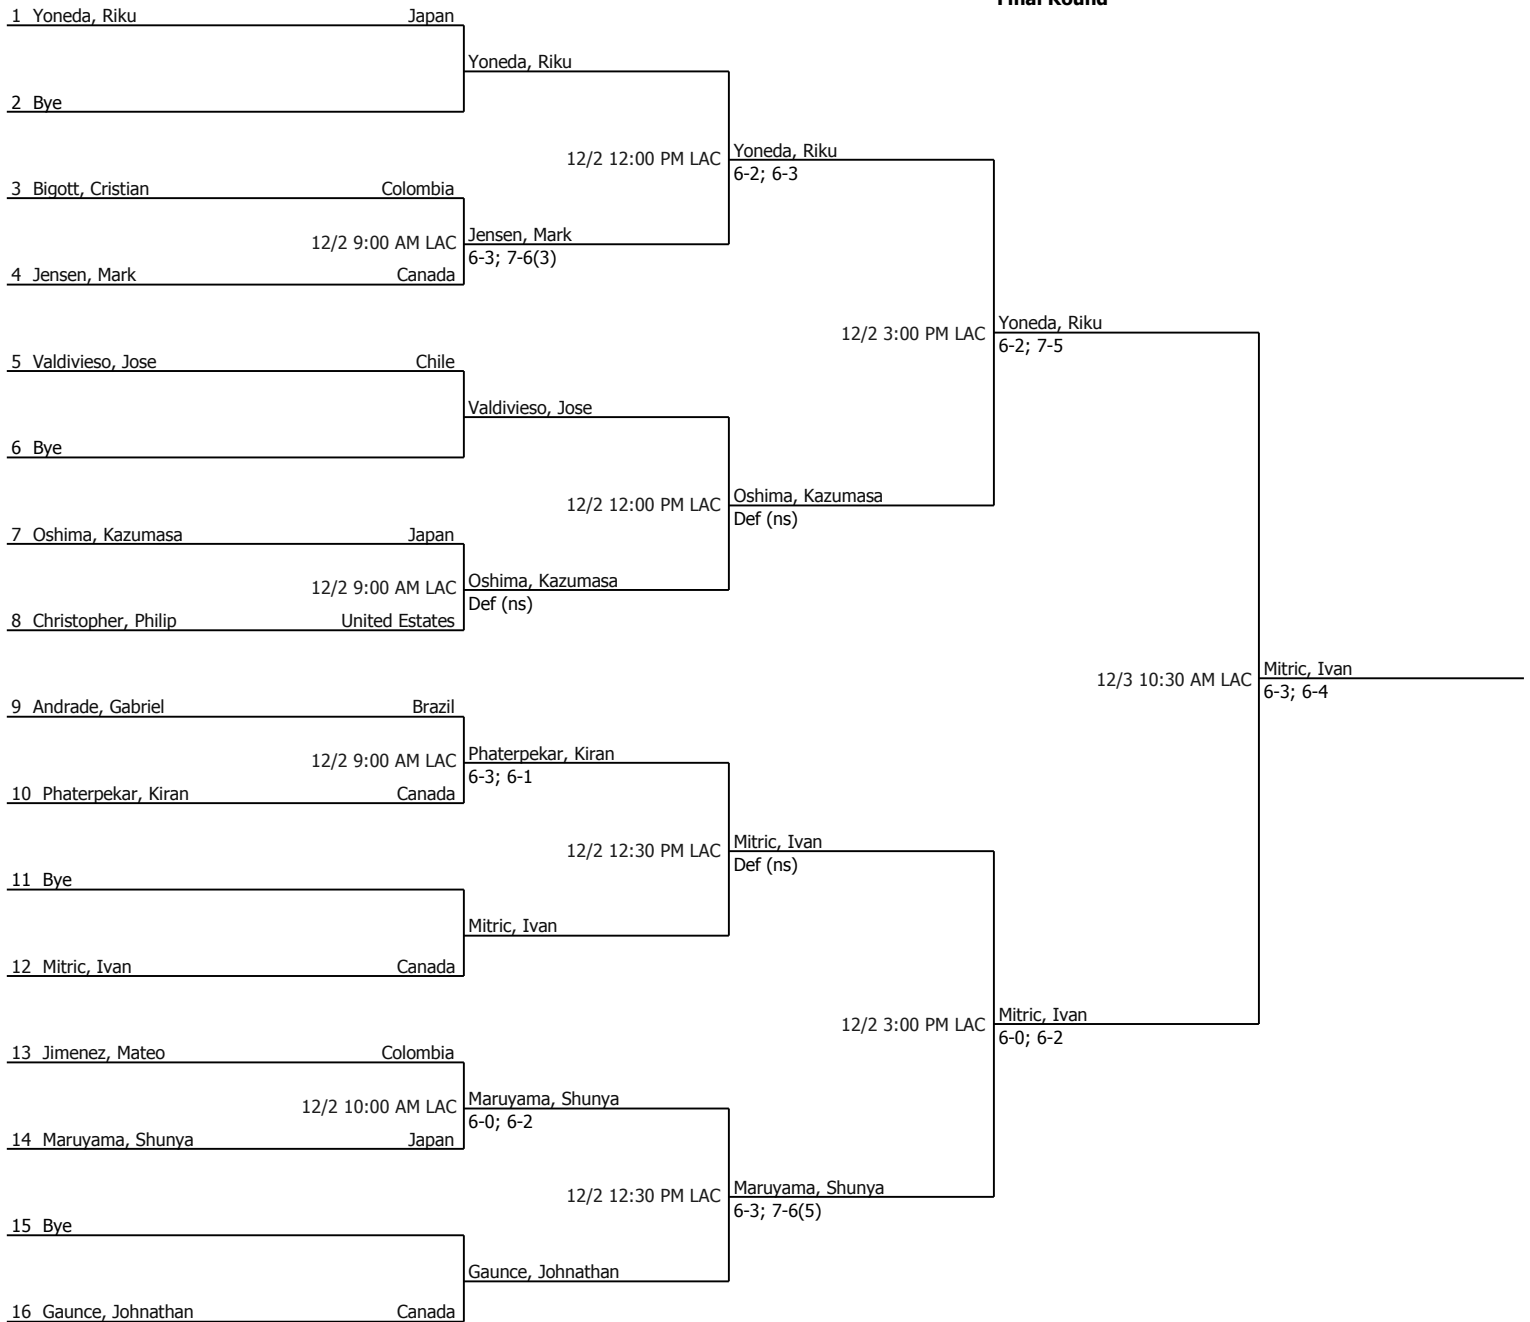 Final Round
1 Yoneda, Riku Japan
Yoneda, Riku
2 Bye
12/2 12:00 PM LAC Yoneda, Riku
6-2; 6-3
3 Bigott, Cristian Colombia
12/2 9:00 AM LAC Jensen, Mark
6-3; 7-6(3)
4 Jensen, Mark Canada
12/2 3:00 PM LAC Yoneda, Riku
6-2; 7-5
5 Valdivieso, Jose Chile
Valdivieso, Jose
6 Bye
12/2 12:00 PM LAC Oshima, Kazumasa
Def (ns)
7 Oshima, Kazumasa Japan
12/2 9:00 AM LAC Oshima, Kazumasa
Def (ns)
8 Christopher, Philip United States
12/3 10:30 AM LAC Mitric, Ivan
6-3; 6-4
9 Andrade, Gabriel Brazil
12/2 9:00 AM LAC Phaterpekar, Kiran
6-3; 6-1
10 Phaterpekar, Kiran Canada
12/2 12:30 PM LAC Mitric, Ivan
Def (ns)
11 Bye
Mitric, Ivan
12 Mitric, Ivan Canada
12/2 3:00 PM LAC Mitric, Ivan
6-0; 6-2
13 Jimenez, Mateo Colombia
12/2 10:00 AM LAC Maruyama, Shunya
6-0; 6-2
14 Maruyama, Shunya Japan
12/2 12:30 PM LAC Maruyama, Shunya
6-3; 7-6(5)
15 Bye
Gaunce, Johnathan
16 Gaunce, Johnathan Canada